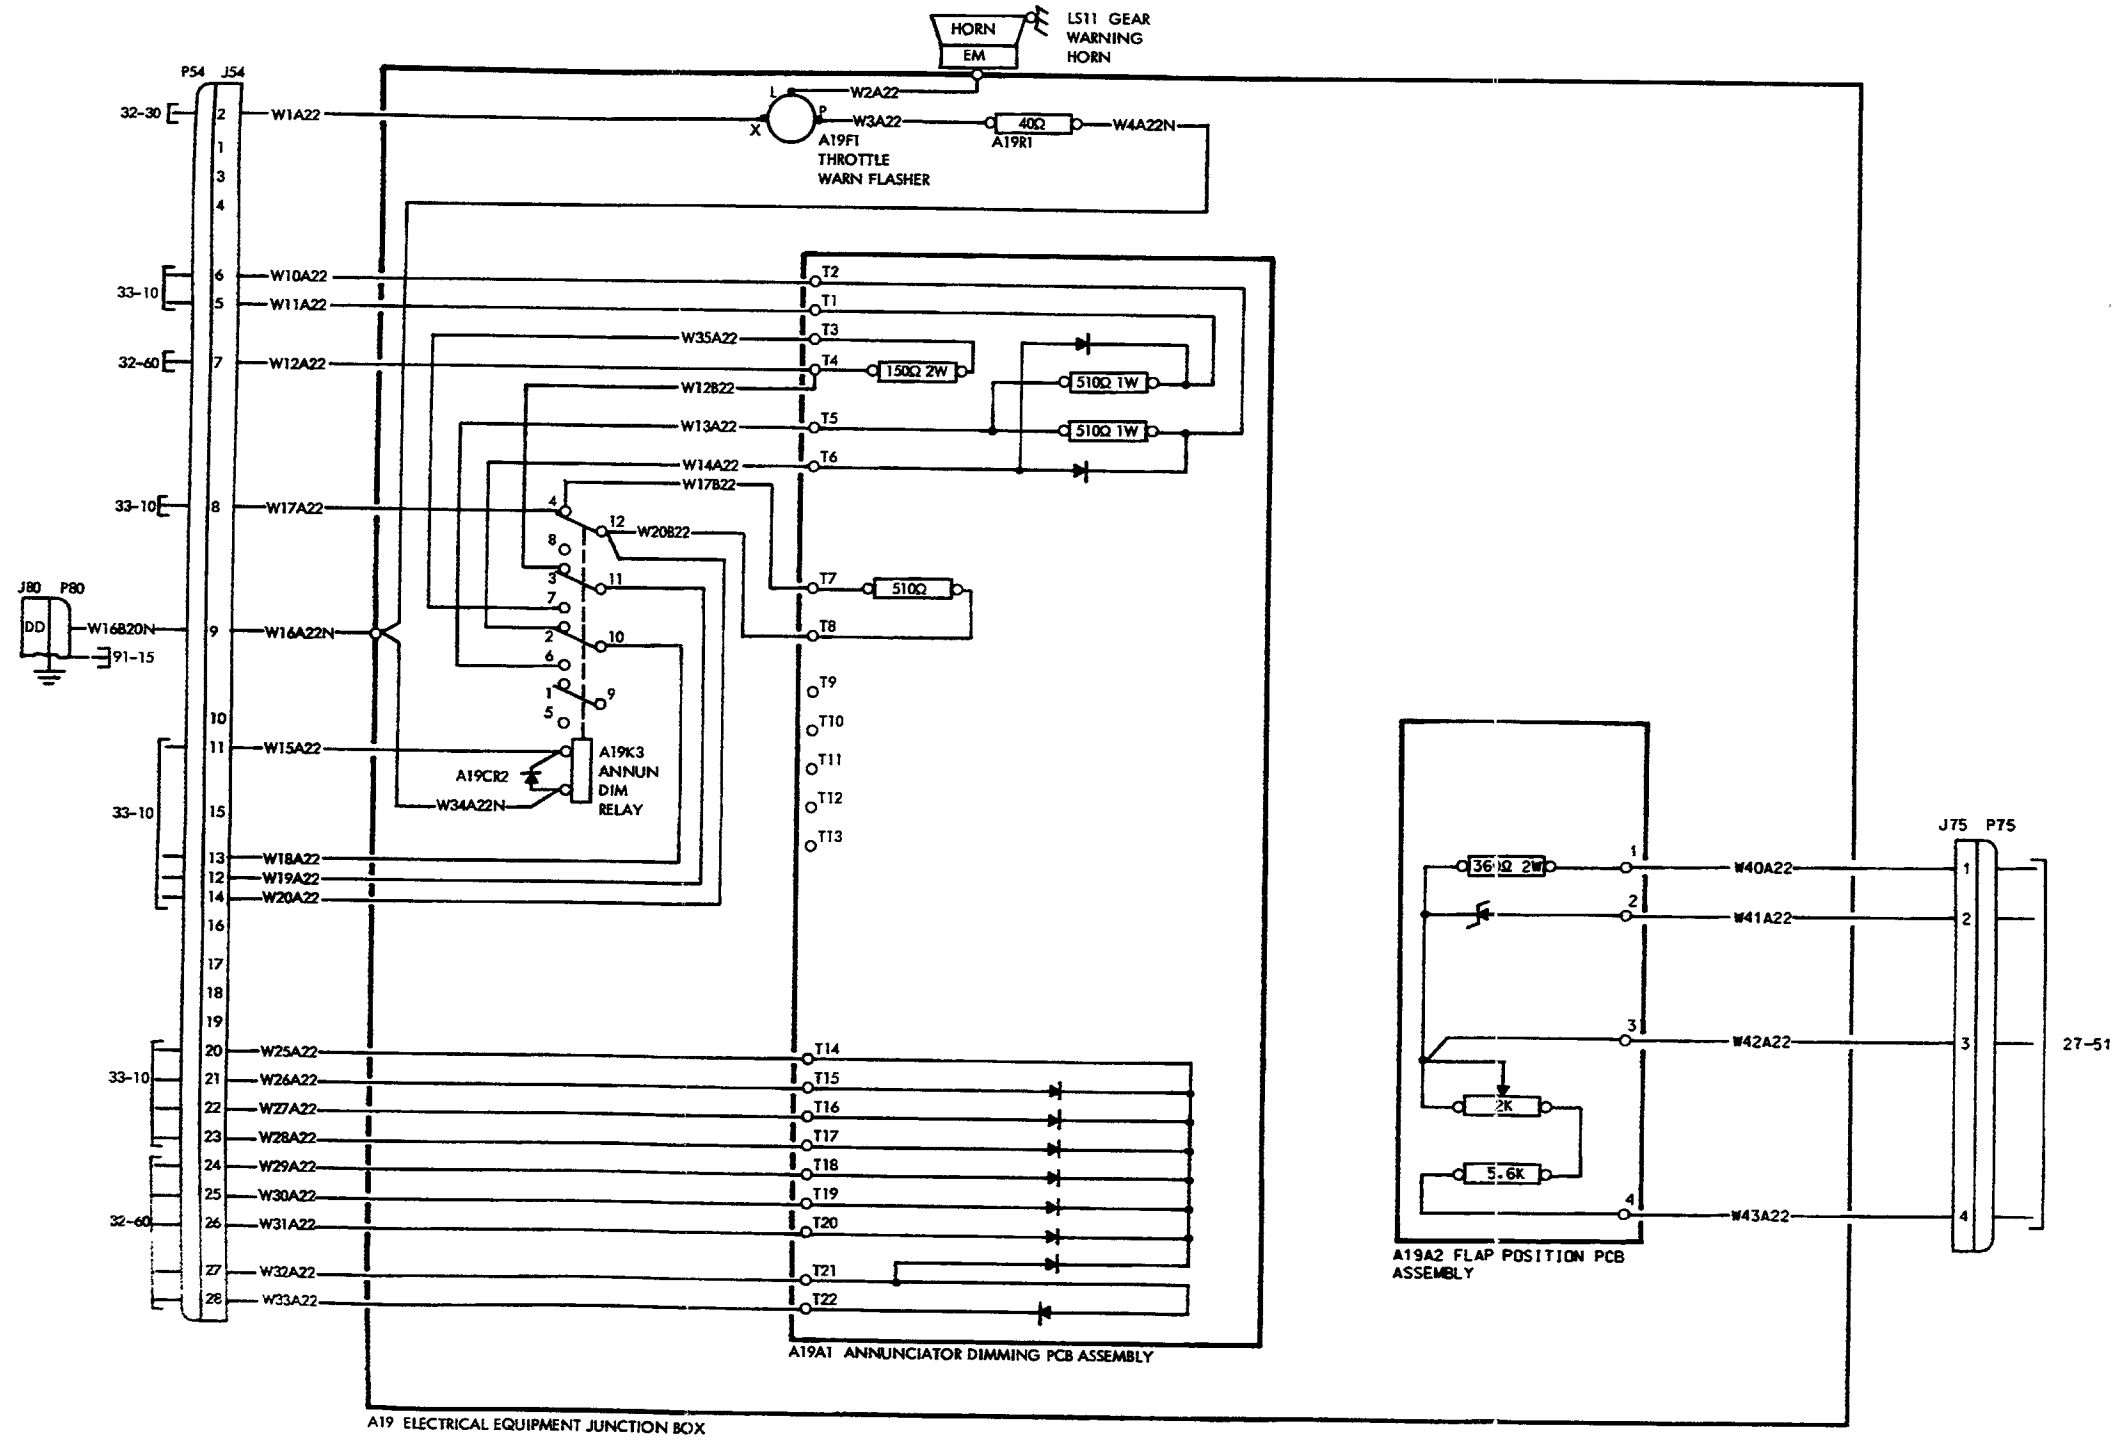 HORN
EM
LS11 GEAR
WARNING
HORN
P54 J54
32-30
2
W1A22
L
W2A22
X
P
W3A22
40Ω
W4A22N
A19R1
A19F1
THROTTLE
WARN FLASHER
1
3
4
33-10
6
W10A22
T2
5
W11A22
T1
W35A22
T3
32-60
7
W12A22
T4
150Ω 2W
W12B22
510Ω 1W
W13A22
T5
510Ω 1W
W14A22
T6
W17B22
33-10
8
W17A22
4
12
W20B22
8
3
11
7
T7
510Ω
J80 P80
DD
W16B20N
9
W16A22N
91-15
2
10
6
T8
1
9
5
T9
T10
T11
T12
T13
10
11
W15A22
A19CR2
A19K3
ANNUN
DIM
RELAY
W34A22N
33-10
15
13
W18A22
12
W19A22
14
W20A22
16
17
18
19
33-10
20
W25A22
T14
21
W26A22
T15
22
W27A22
T16
23
W28A22
T17
32-60
24
W29A22
T18
25
W30A22
T19
26
W31A22
T20
27
W32A22
T21
28
W33A22
T22
A19A1 ANNUNCIATOR DIMMING PCB ASSEMBLY
J75 P75
1
W40A22
1
2
W41A22
2
3
W42A22
3
27-51
2K
5.6K
4
W43A22
4
A19A2 FLAP POSITION PCB
ASSEMBLY
A19 ELECTRICAL EQUIPMENT JUNCTION BOX